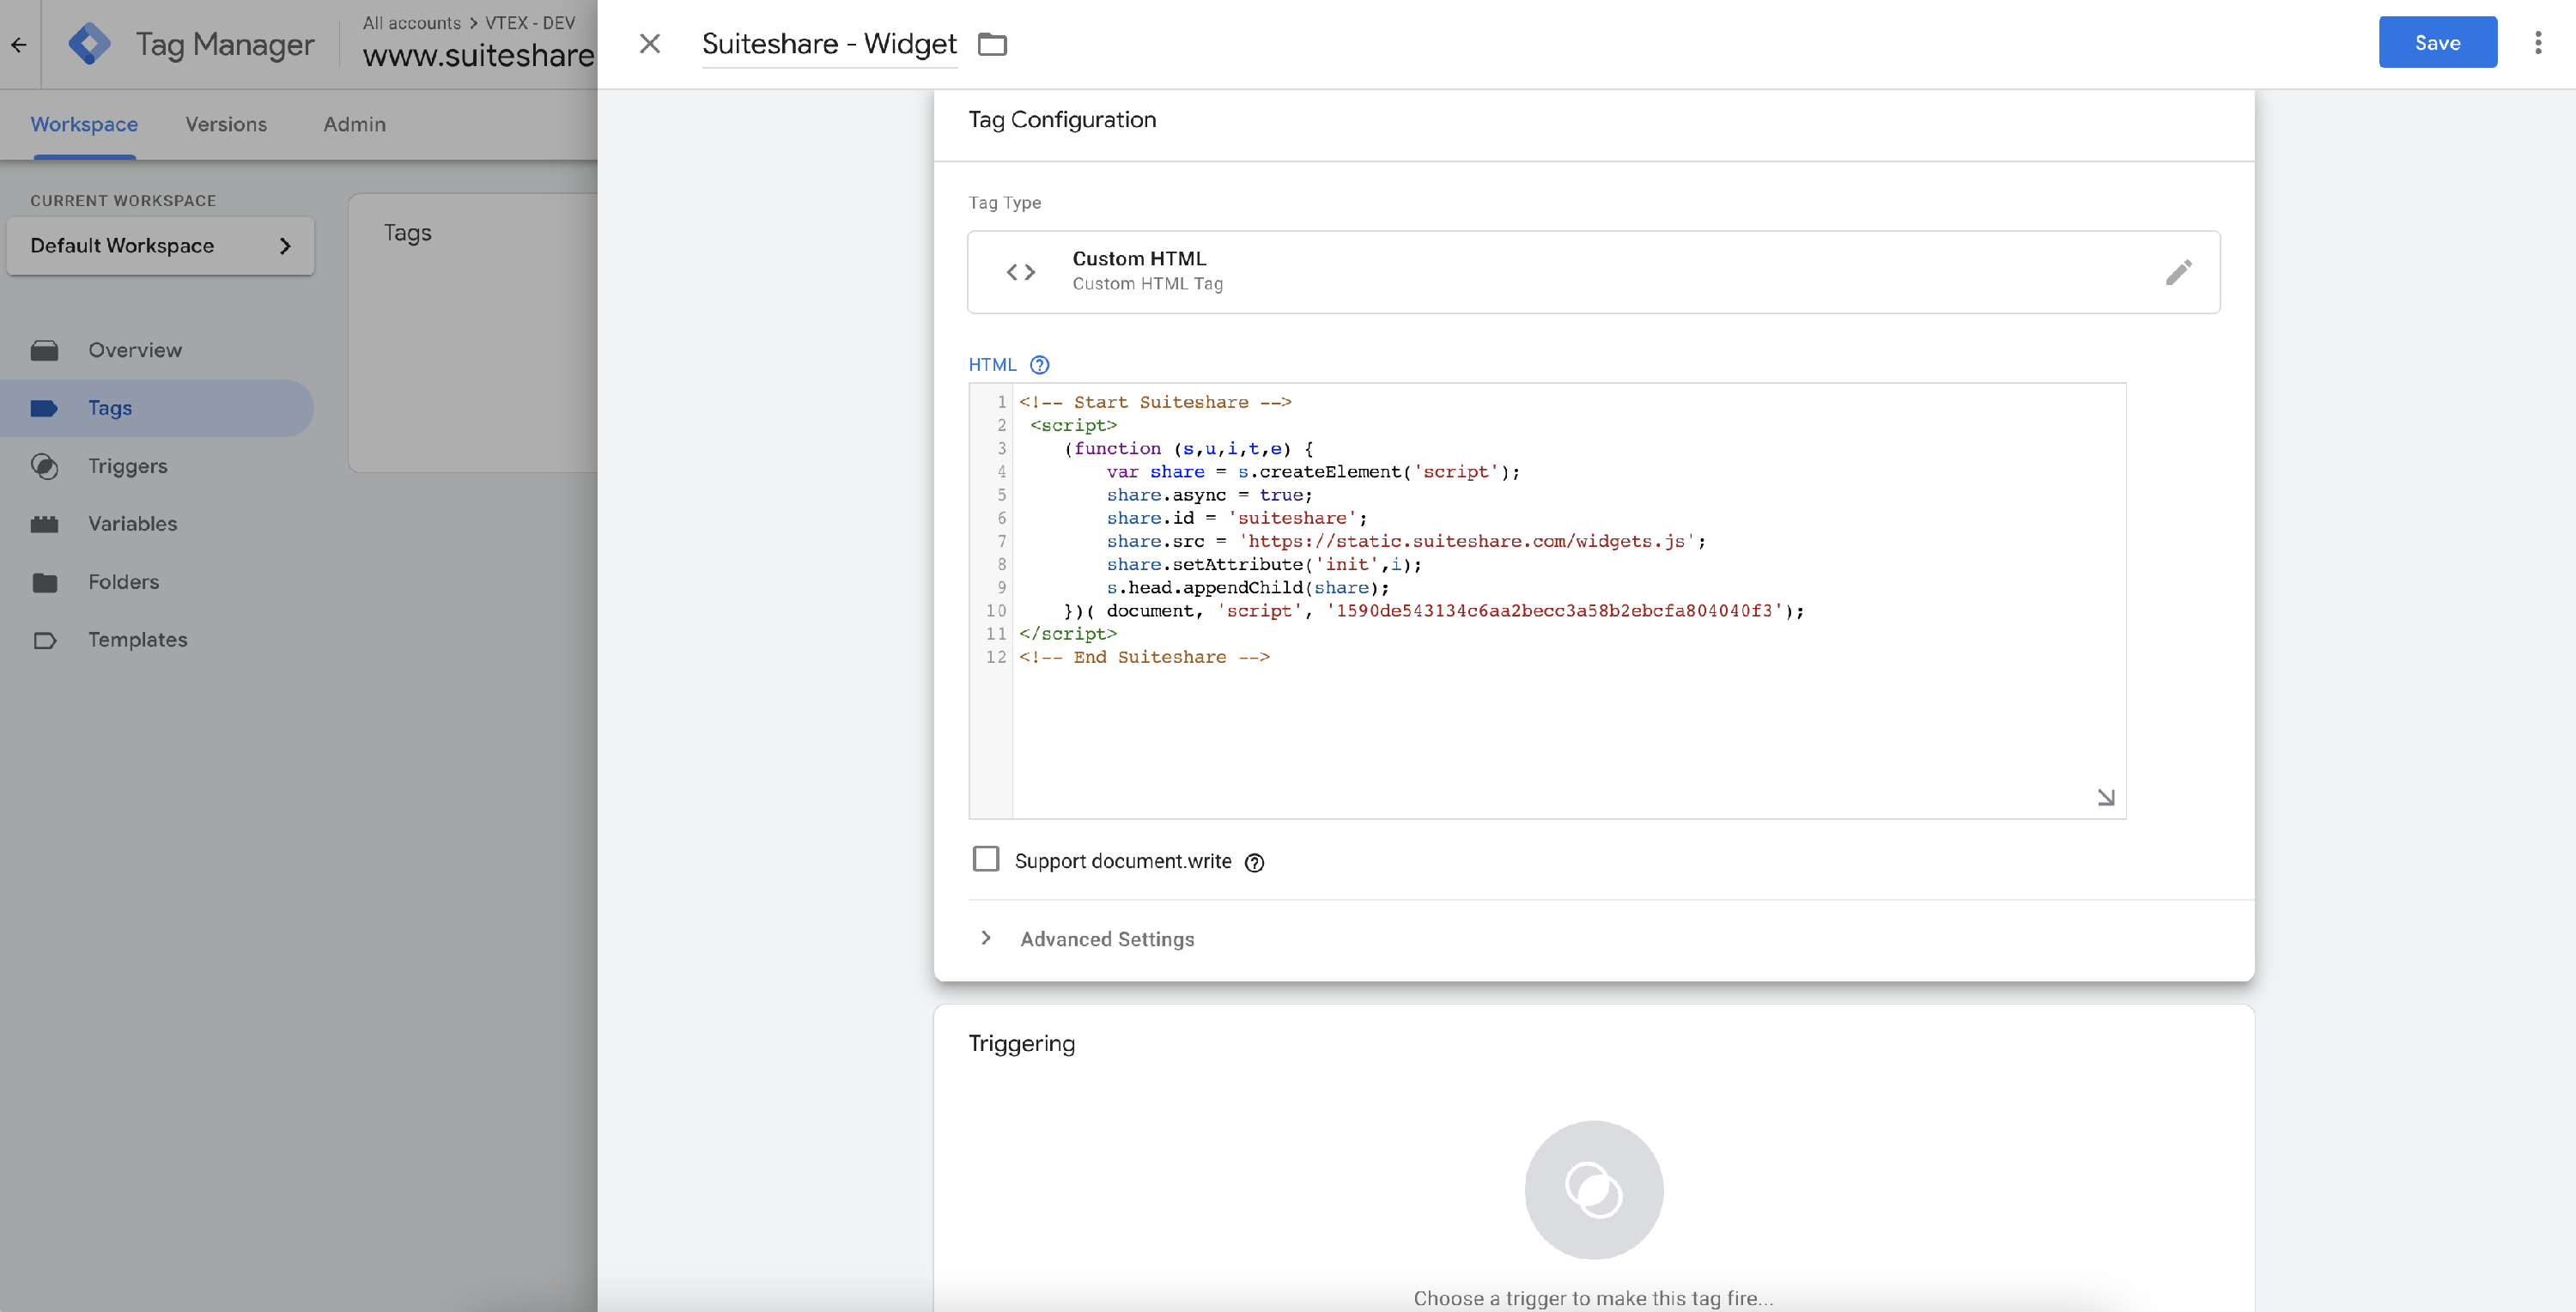 Tag Manager
All accounts > VTEX - DEV
www.suiteshare
Suiteshare - Widget
Save
Workspace
Versions
Admin
CURRENT WORKSPACE
Default Workspace
Overview
Tags
Triggers
Variables
Folders
Templates
Tags
Tag Configuration
Tag Type
Custom HTML
Custom HTML Tag
HTML
1 <!-- Start Suiteshare -->
2 <script>
3 (function (s,u,i,t,e) {
4 var share = s.createElement('script');
5 share.async = true;
6 share.id = 'suiteshare';
7 share.src = 'https://static.suiteshare.com/widgets.js';
8 share.setAttribute('init',i);
9 s.head.appendChild(share);
10 })( document, 'script', '1590de543134c6aa2becc3a58b2ebcfa804040f3');
11 </script>
12 <!-- End Suiteshare -->
Support document.write
Advanced Settings
Triggering
Choose a trigger to make this tag fire...